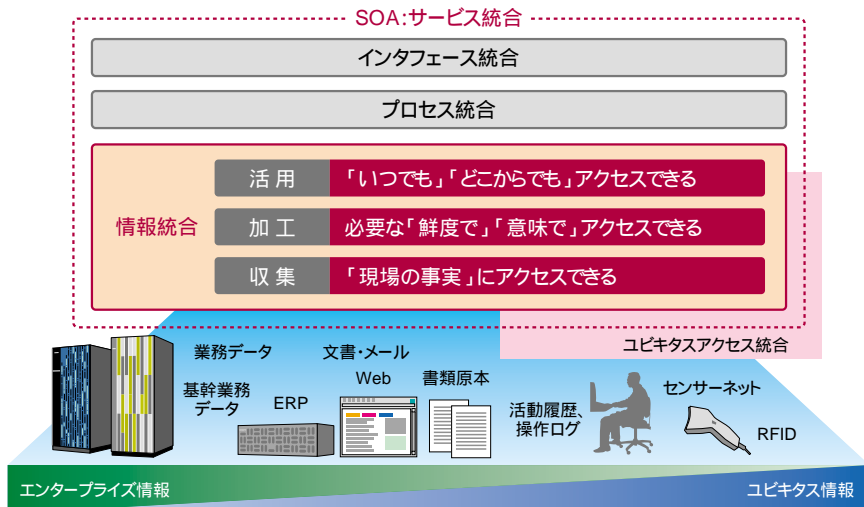 SOA:サービス統合
インタフェース統合
プロセス統合
情報統合
活用
「いつでも」「どこからでも」アクセスできる
加工
必要な「鮮度で」「意味で」アクセスできる
収集
「現場の事実」にアクセスできる
ユビキタスアクセス統合
業務データ
文書・メール
基幹業務
データ
ERP
Web
書類原本
活動履歴、
操作ログ
センサーネット
RFID
エンタープライズ情報
ユビキタス情報